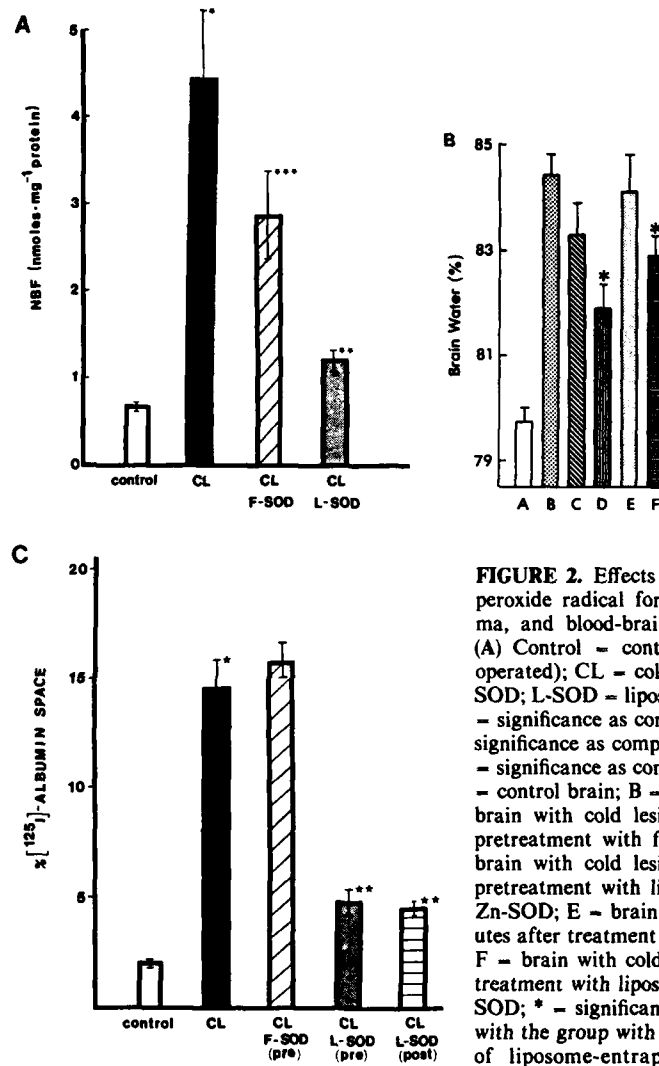 A
NBF (nmoles·mg⁻¹protein)
5
4
3
2
1
0
*
***
**
control
CL
CL
F-SOD
CL
L-SOD
B
Brain Water (%)
85
83
81
79
*
*
A B C D E F
C
% [125I]-ALBUMIN SPACE
20
15
10
5
*
**
**
control
CL
CL
F-SOD
(pre)
CL
L-SOD
(pre)
CL
L-SOD
(post)
FIGURE 2. Effects
peroxide radical for
ma, and blood-brai
(A) Control = cont
operated); CL = col
SOD; L-SOD = lipos
= significance as con
significance as comp
= significance as con
= control brain; B =
brain with cold lesi
pretreatment with f
brain with cold lesi
pretreatment with li
Zn-SOD; E = brain
utes after treatment
F = brain with cold
treatment with lipos
SOD; * = significan
with the group with
of liposome-entrap